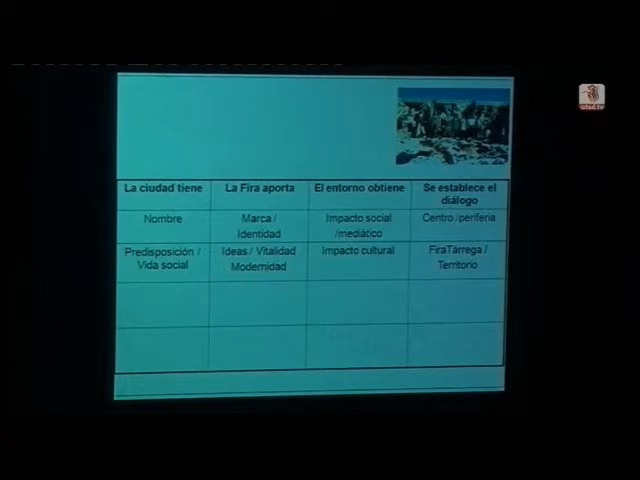 La ciudad tiene
La Fira aporta
El entorno obtiene
Se establece el
diálogo
Nombre
Marca /
Identidad
Impacto social
/mediático
Centro /periferia
Predisposición /
Vida social
Ideas / Vitalidad
Modernidad
Impacto cultural
FiraTàrrega /
Territorio